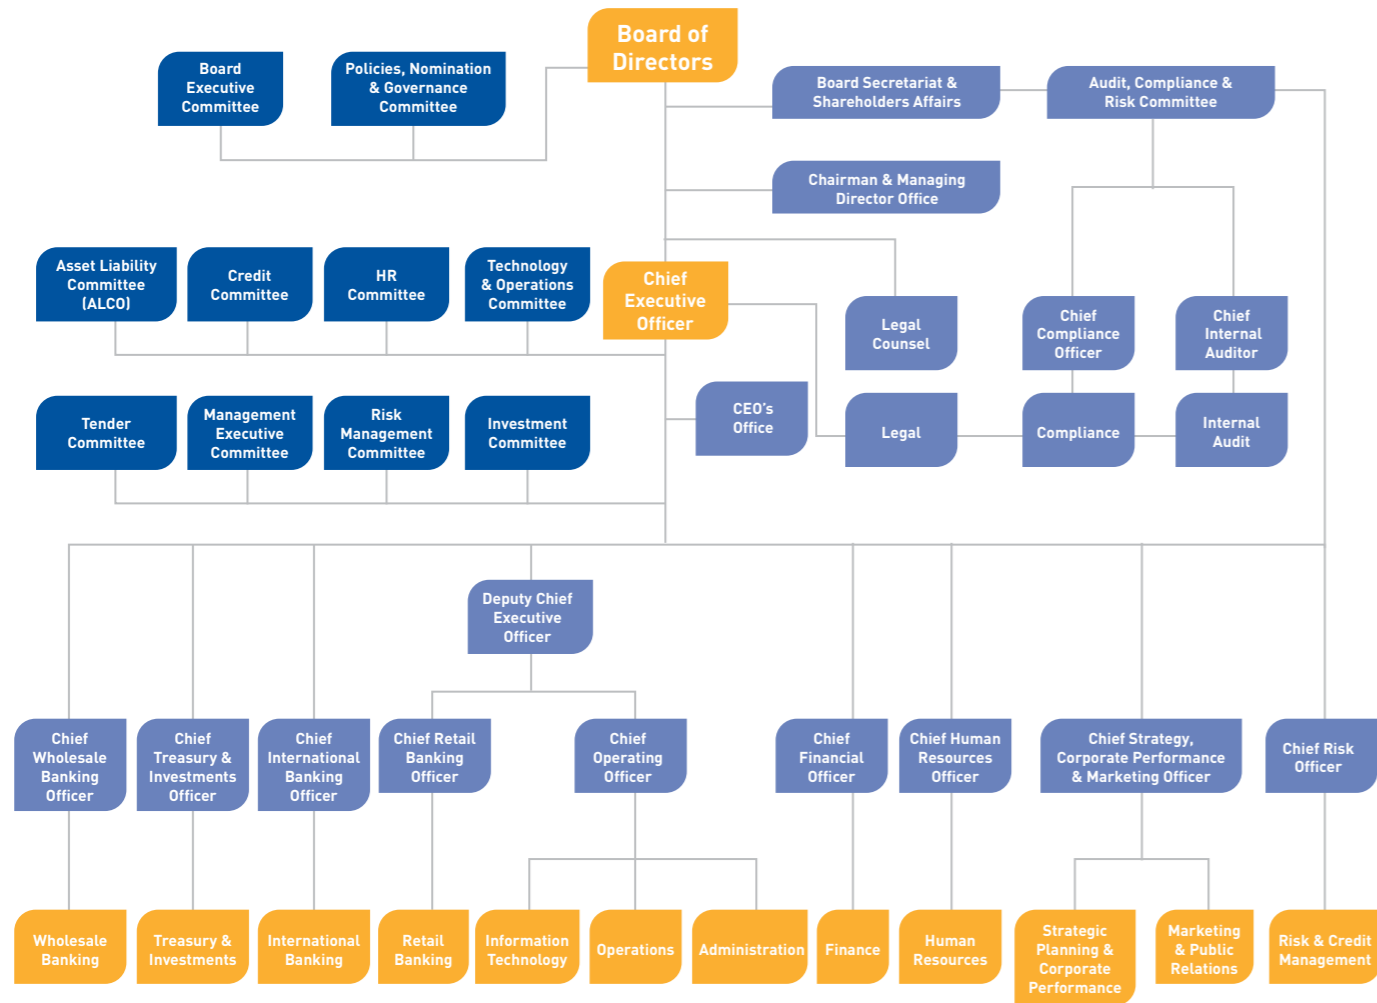 Board of
Directors
Board
Executive
Committee
Policies, Nomination
& Governance
Committee
Board Secretariat &
Shareholders Affairs
Audit, Compliance &
Risk Committee
Chairman & Managing
Director Office
Asset Liability
Committee
(ALCO)
Credit
Committee
HR
Committee
Technology
& Operations
Committee
Chief
Executive
Officer
Legal
Counsel
Chief
Compliance
Officer
Chief
Internal
Auditor
Tender
Committee
Management
Executive
Committee
Risk
Management
Committee
Investment
Committee
CEO's
Office
Legal
Compliance
Internal
Audit
Deputy Chief
Executive
Officer
Chief
Wholesale
Banking
Officer
Chief
Treasury &
Investments
Officer
Chief
International
Banking
Officer
Chief Retail
Banking
Officer
Chief
Operating
Officer
Chief
Financial
Officer
Chief Human
Resources
Officer
Chief Strategy,
Corporate Performance
& Marketing Officer
Chief Risk
Officer
Wholesale
Banking
Treasury &
Investments
International
Banking
Retail
Banking
Information
Technology
Operations
Administration
Finance
Human
Resources
Strategic
Planning &
Corporate
Performance
Marketing
& Public
Relations
Risk & Credit
Management